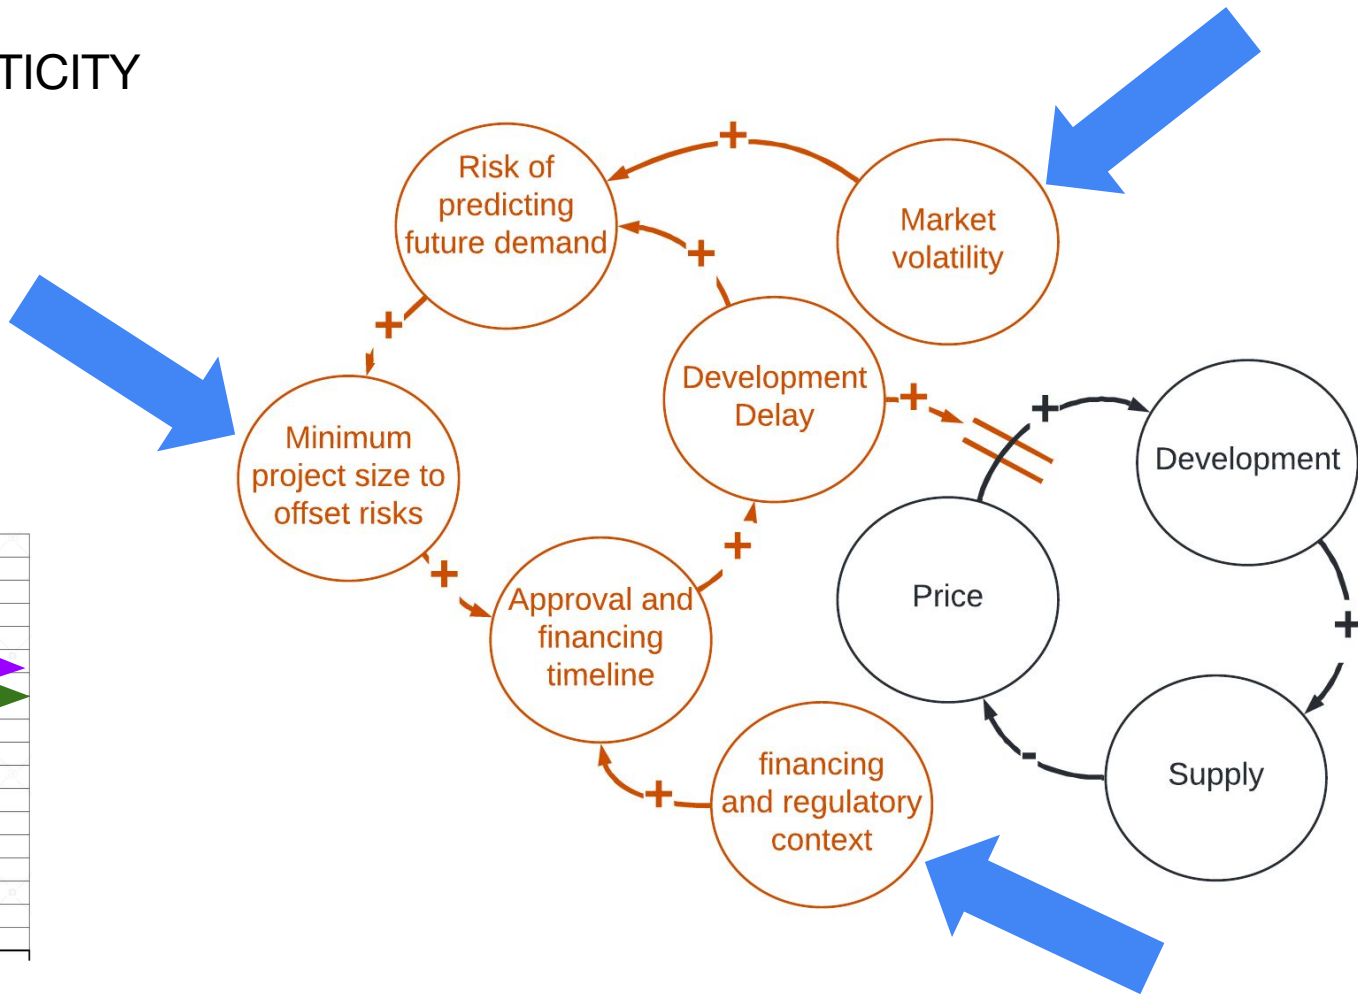 TICITY
Risk of
predicting
future demand
+
Market
volatility
+
+
Minimum
project size to
offset risks
Development
Delay
+
+
Development
+
Approval and
financing
timeline
+
Price
+
-
Supply
financing
and regulatory
context
+